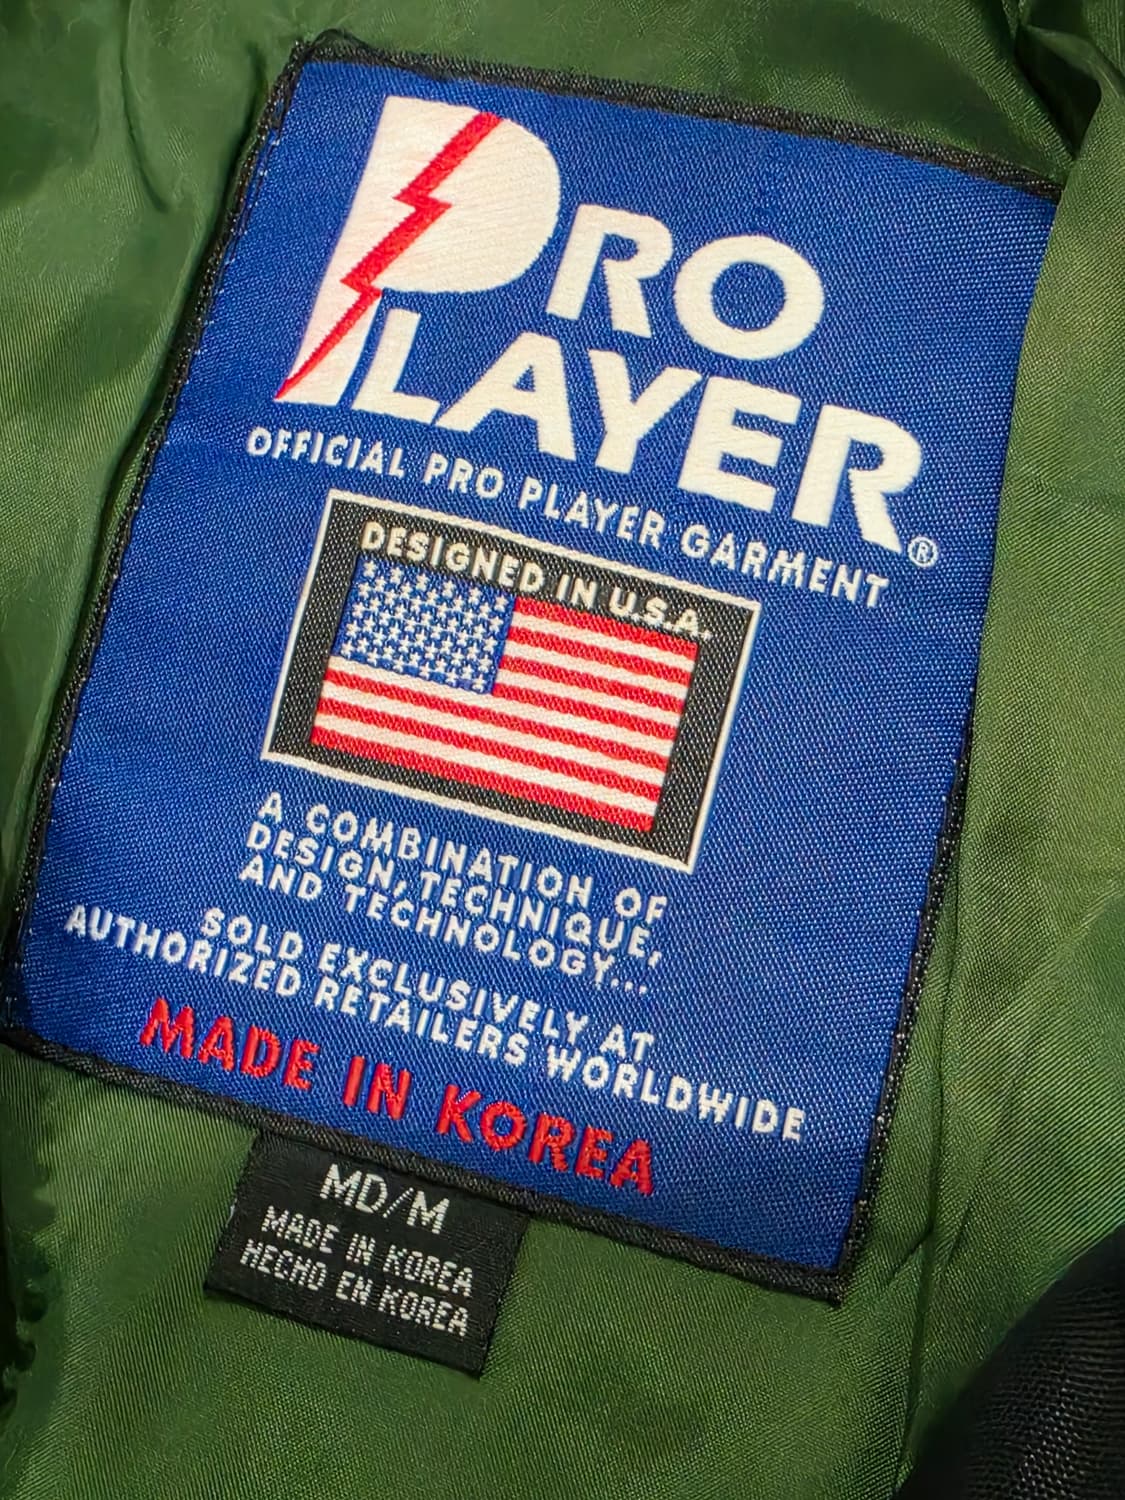 PRO
PLAYER®
OFFICIAL PRO PLAYER GARMENT
DESIGNED IN U.S.A.
A COMBINATION OF
DESIGN, TECHNIQUE,
AND TECHNOLOGY...
SOLD EXCLUSIVELY AT
AUTHORIZED RETAILERS WORLDWIDE
MADE IN KOREA
MD/M
MADE IN KOREA
HECHO EN KOREA